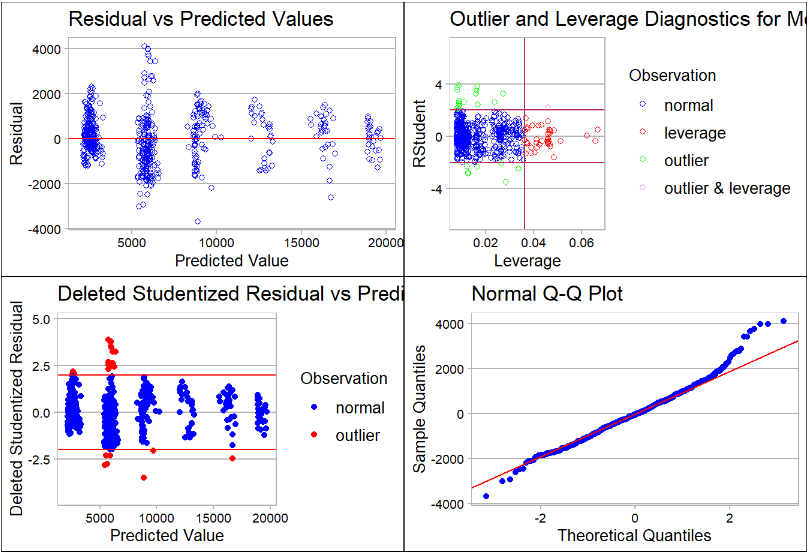 Residual vs Predicted Values
Residual
4000
2000
0
-2000
-4000
5000 10000 15000 20000
Predicted Value
Outlier and Leverage Diagnostics for M
RStudent
4
0
-4
0.02 0.04 0.06
Leverage
Observation
normal
leverage
outlier
outlier & leverage
Deleted Studentized Residual vs Predi
Deleted Studentized Residual
5.0
2.5
0.0
-2.5
5000 10000 15000 20000
Predicted Value
Observation
normal
outlier
Normal Q-Q Plot
Sample Quantiles
4000
2000
0
-2000
-4000
-2 0 2
Theoretical Quantiles